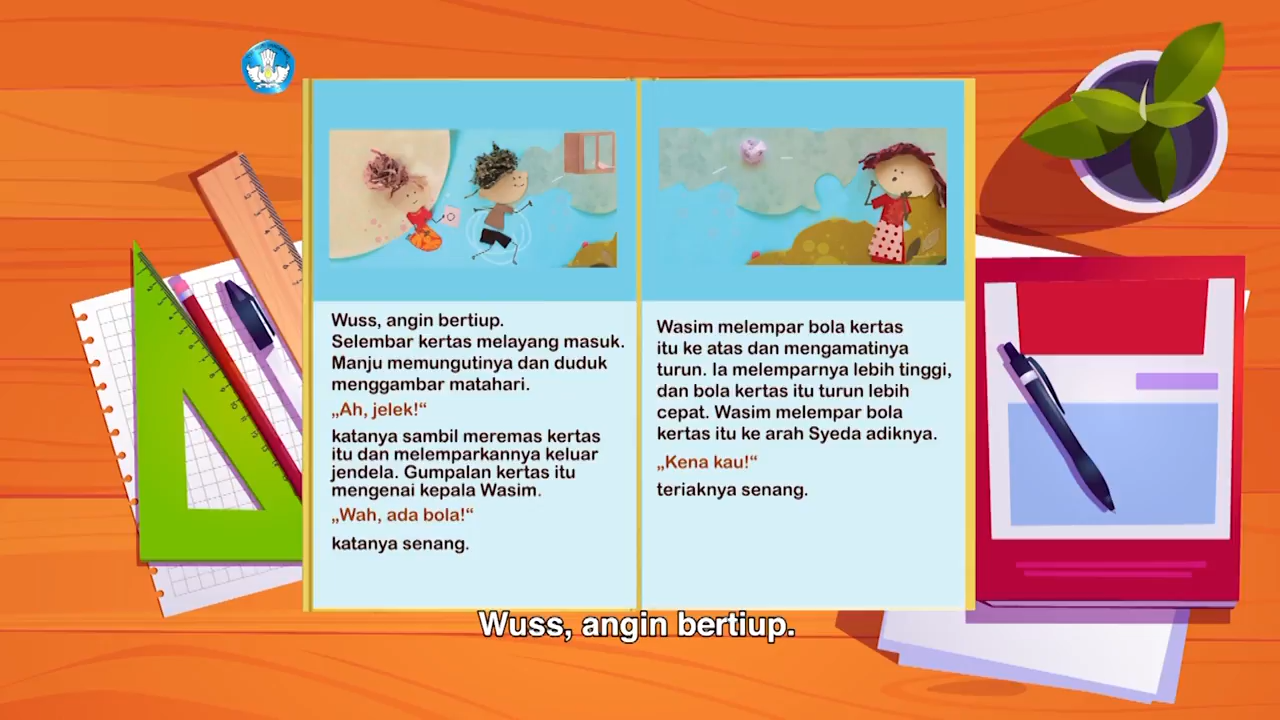 Wuss, angin bertiup.
Selembar kertas melayang masuk.
Manju memungutinya dan duduk
menggambar matahari.
„Ah, jelek!“
katanya sambil meremas kertas
itu dan melemparkannya keluar
jendela. Gumpalan kertas itu
mengenai kepala Wasim.
„Wah, ada bola!“
katanya senang.
Wasim melempar bola kertas
itu ke atas dan mengamatinya
turun. Ia melemparnya lebih tinggi,
dan bola kertas itu turun lebih
cepat. Wasim melempar bola
kertas itu ke arah Syeda adiknya.
„Kena kau!“
teriaknya senang.
Wuss, angin bertiup.